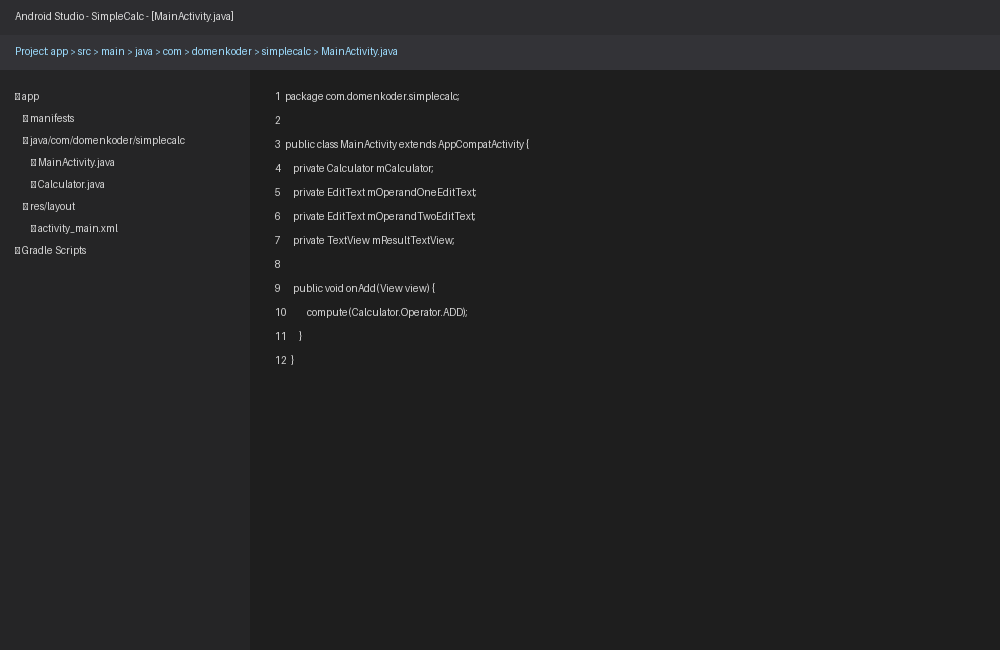 Android Studio - SimpleCalc - [MainActivity.java]
Project: app > src > main > java > com > domenkoder > simplecalc > MainActivity.java
app
manifests
java/com/domenkoder/simplecalc
MainActivity.java
Calculator.java
res/layout
activity_main.xml
Gradle Scripts
1 package com.domenkoder.simplecalc;
2
3 public class MainActivity extends AppCompatActivity {
4 private Calculator mCalculator;
5 private EditText mOperandOneEditText;
6 private EditText mOperandTwoEditText;
7 private TextView mResultTextView;
8
9 public void onAdd(View view) {
10 compute(Calculator.Operator.ADD);
11 }
12 }